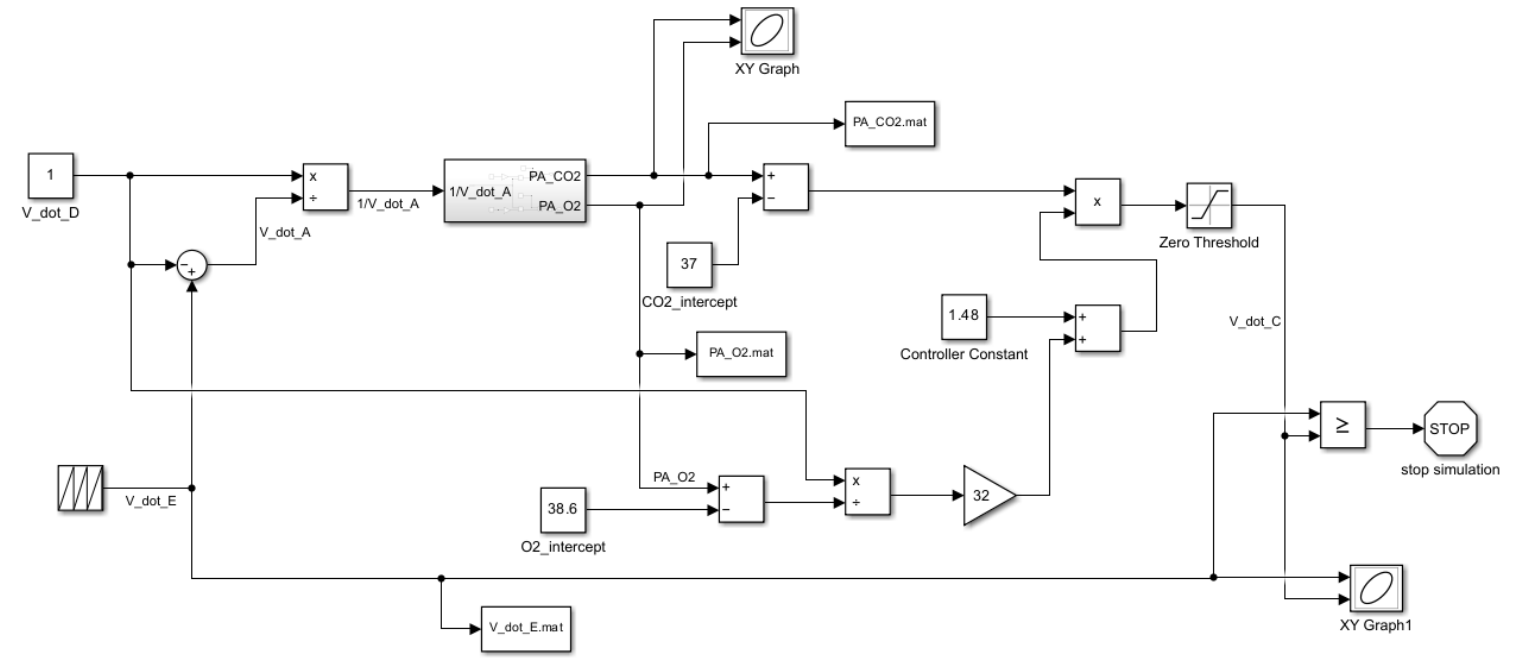 XY Graph
PA_CO2.mat
1
V_dot_D
x
÷
1/V_dot_A
1/V_dot_A
PA_CO2
PA_O2
+
−
x
Zero Threshold
V_dot_A
−
+
37
CO2_intercept
1.48
Controller Constant
+
+
V_dot_C
PA_O2.mat
≥
STOP
stop simulation
V_dot_E
PA_O2
+
−
38.6
O2_intercept
x
÷
32
V_dot_E.mat
XY Graph1